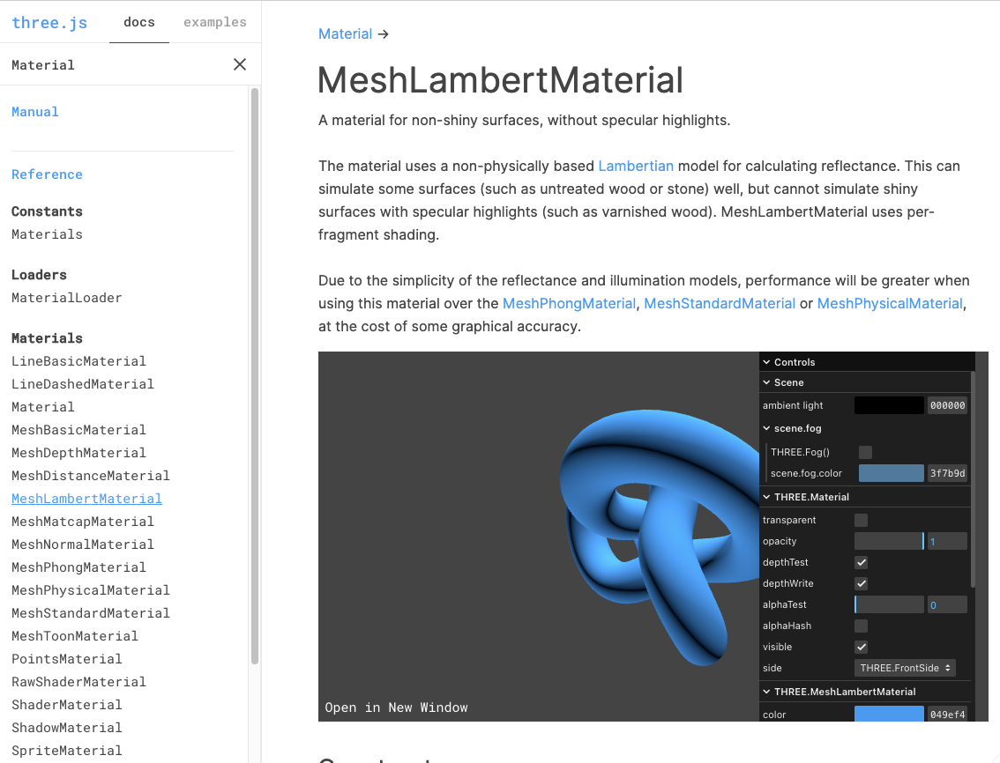 three.js docs examples
Material
Manual
Reference
Constants
Materials
Loaders
MaterialLoader
Materials
LineBasicMaterial
LineDashedMaterial
Material
MeshBasicMaterial
MeshDepthMaterial
MeshDistanceMaterial
MeshLambertMaterial
MeshMatcapMaterial
MeshNormalMaterial
MeshPhongMaterial
MeshPhysicalMaterial
MeshStandardMaterial
MeshToonMaterial
PointsMaterial
RawShaderMaterial
ShaderMaterial
ShadowMaterial
SpriteMaterial
Material →
MeshLambertMaterial
A material for non-shiny surfaces, without specular highlights.
The material uses a non-physically based Lambertian model for calculating reflectance. This can
simulate some surfaces (such as untreated wood or stone) well, but cannot simulate shiny
surfaces with specular highlights (such as varnished wood). MeshLambertMaterial uses per-
fragment shading.
Due to the simplicity of the reflectance and illumination models, performance will be greater when
using this material over the MeshPhongMaterial, MeshStandardMaterial or MeshPhysicalMaterial,
at the cost of some graphical accuracy.
Controls
Scene
ambient light 000000
scene.fog
THREE.Fog()
scene.fog.color 3f7b9d
THREE.Material
transparent
opacity 1
depthTest
depthWrite
alphaTest 0
alphaHash
visible
side THREE.FrontSide
THREE.MeshLambertMaterial
color 049ef4
Open in New Window